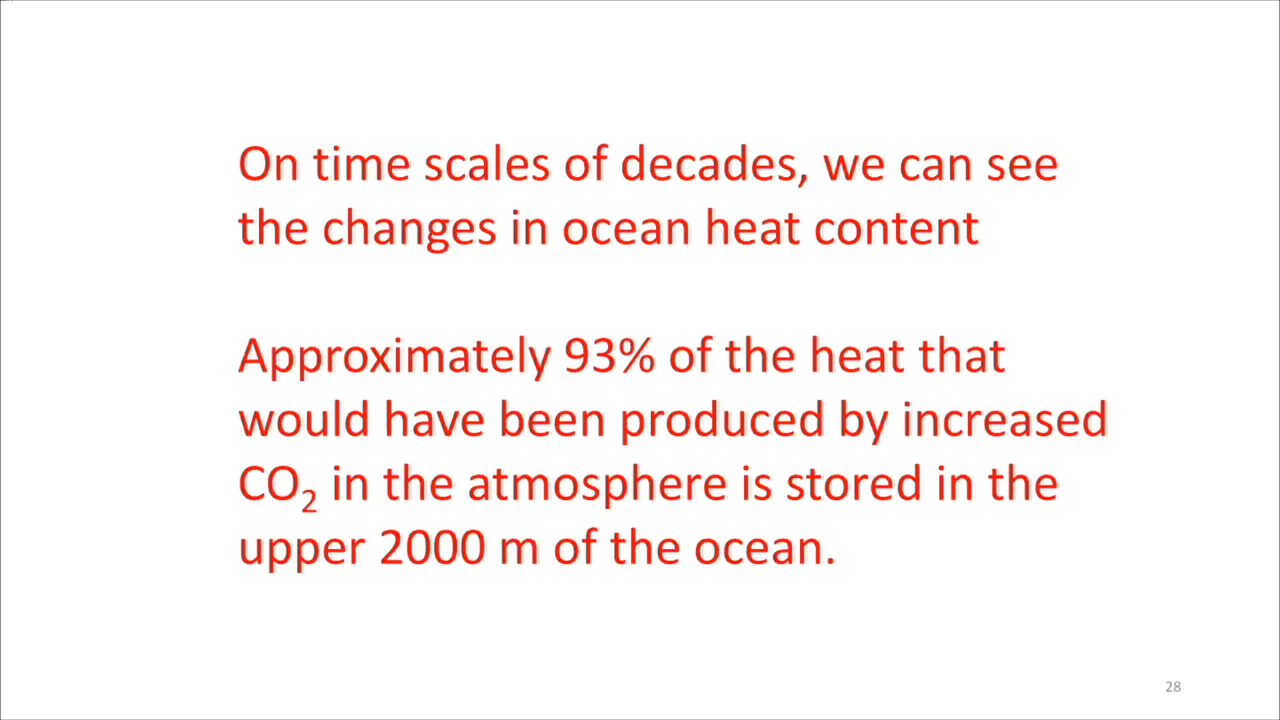 On time scales of decades, we can see
the changes in ocean heat content
Approximately 93% of the heat that
would have been produced by increased
CO₂ in the atmosphere is stored in the
upper 2000 m of the ocean.
28